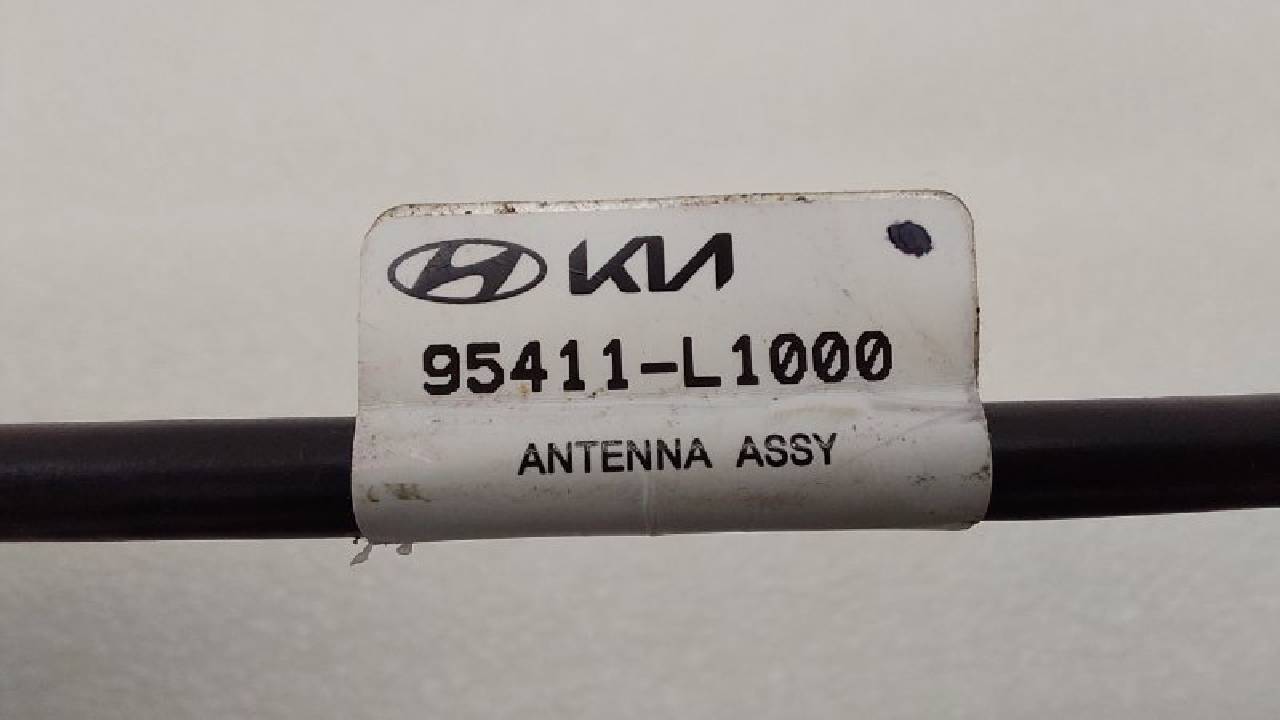 KIA
95411-L1000
ANTENNA ASSY